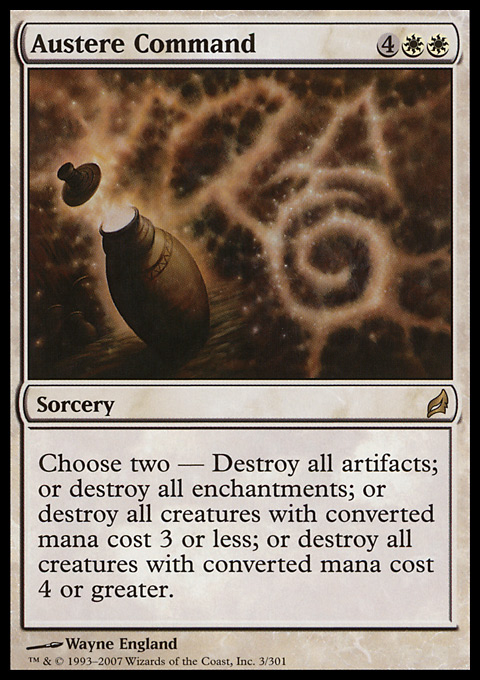 Austere Command 4
Sorcery
Choose two — Destroy all artifacts;
or destroy all enchantments; or
destroy all creatures with converted
mana cost 3 or less; or destroy all
creatures with converted mana cost
4 or greater.
Wayne England
™ & © 1993–2007 Wizards of the Coast, Inc. 3/301